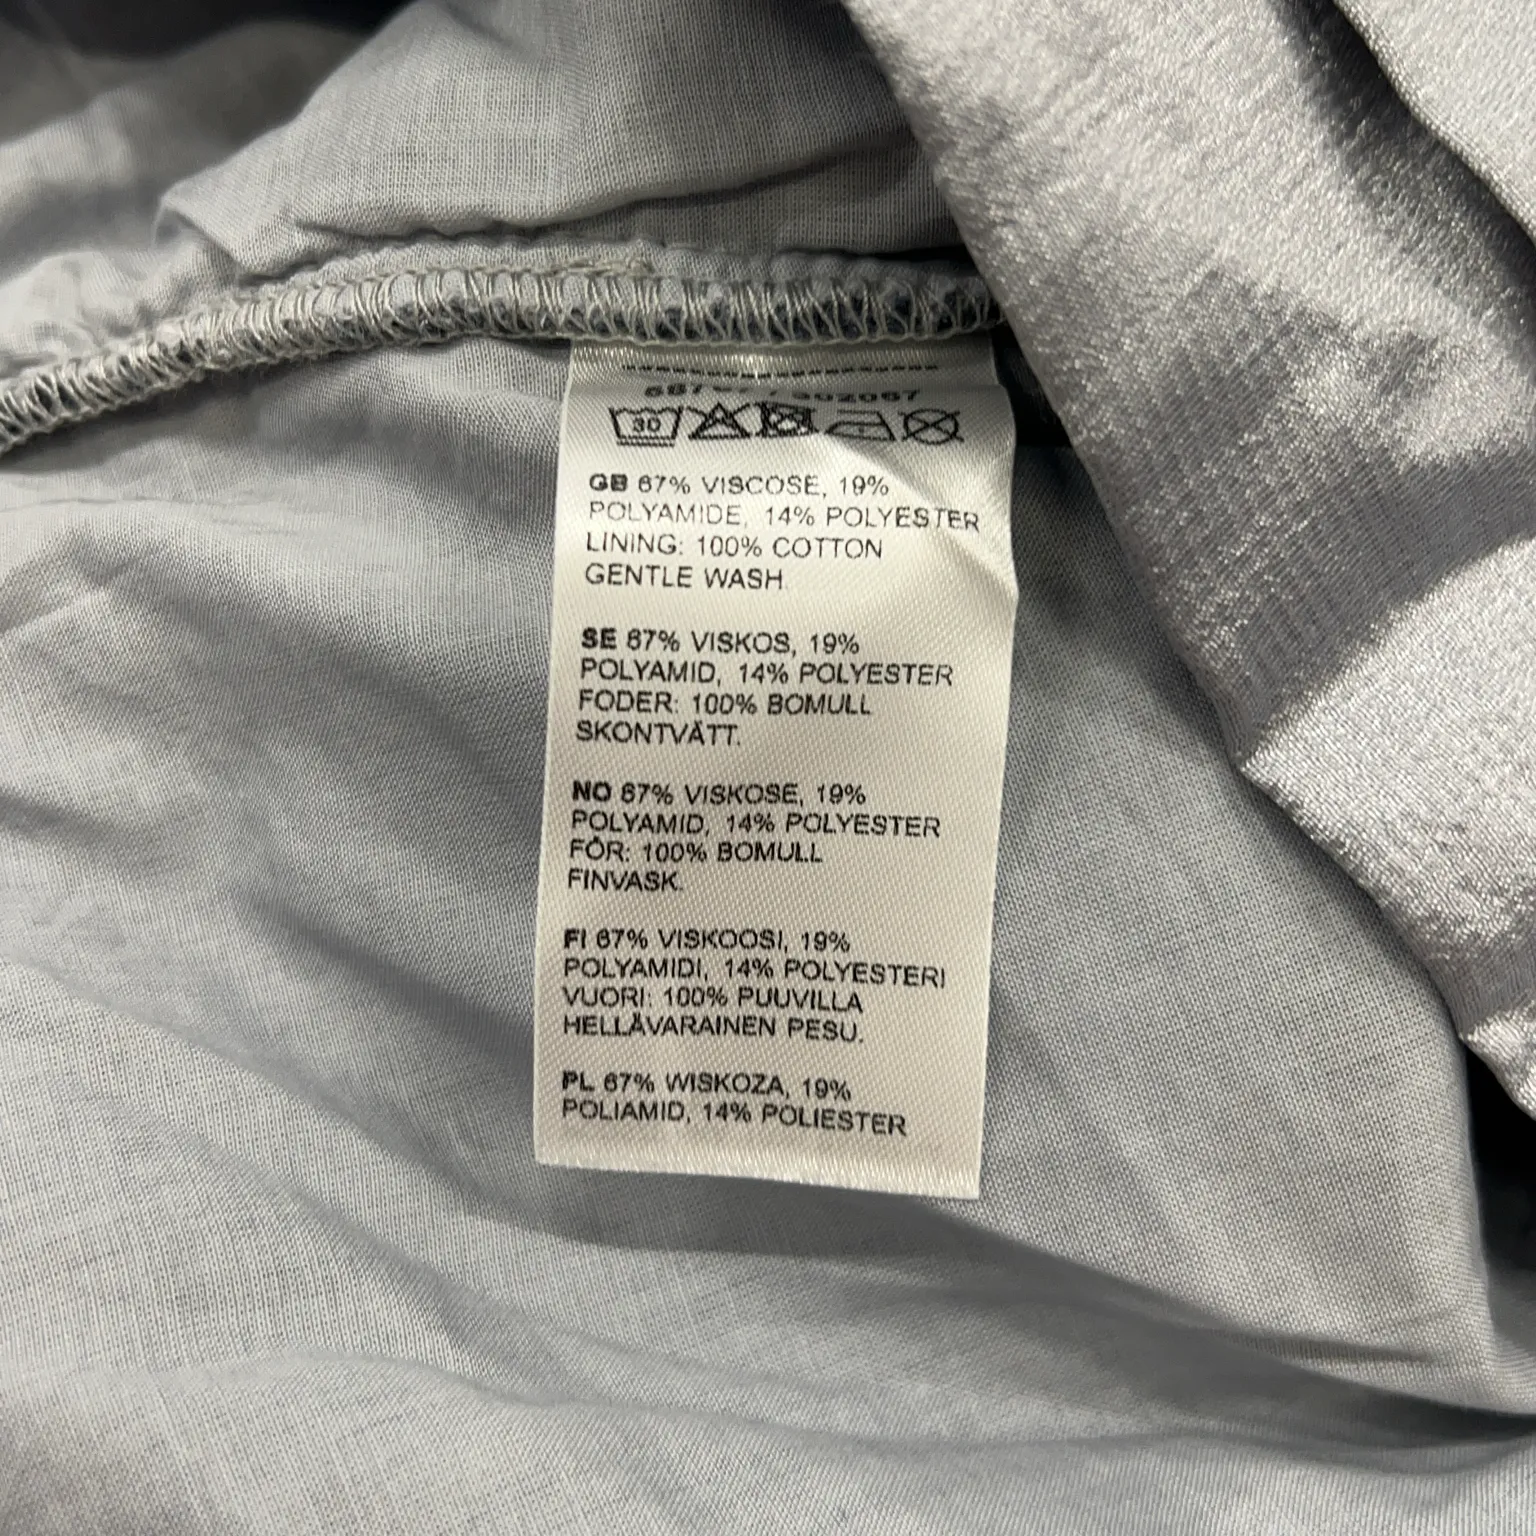 30
GB 67% VISCOSE, 19%
POLYAMIDE, 14% POLYESTER
LINING: 100% COTTON
GENTLE WASH.
SE 67% VISKOS, 19%
POLYAMID, 14% POLYESTER
FODER: 100% BOMULL
SKONTVÄTT.
NO 67% VISKOSE, 19%
POLYAMID, 14% POLYESTER
FÔR: 100% BOMULL
FINVASK.
FI 67% VISKOOSI, 19%
POLYAMIDI, 14% POLYESTERI
VUORI: 100% PUUVILLA
HELLÄVARAINEN PESU.
PL 67% WISKOZA, 19%
POLIAMID, 14% POLIESTER